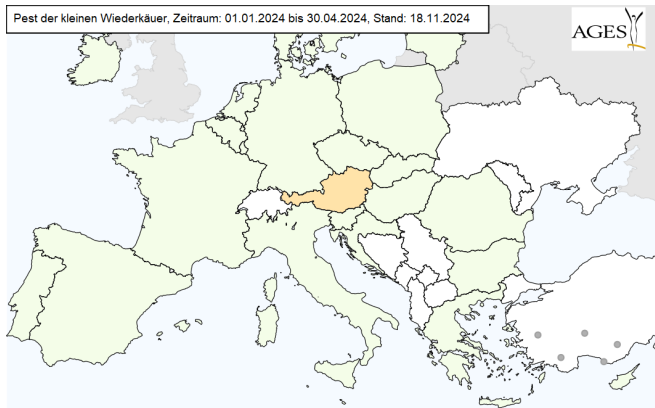 Pest der kleinen Wiederkäuer, Zeitraum: 01.01.2024 bis 30.04.2024, Stand: 18.11.2024
AGES